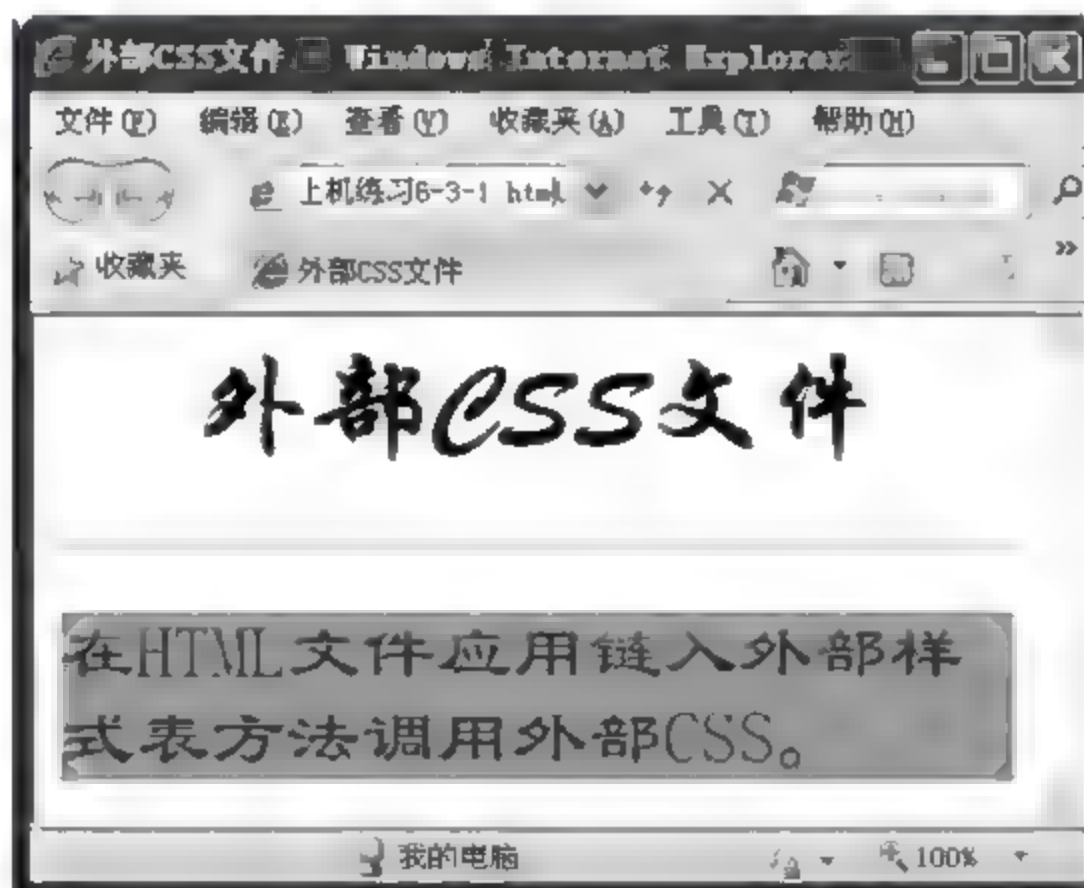 外部CSS文件 - Windows Internet Explorer
文件(F) 编辑(E) 查看(V) 收藏夹(A) 工具(T) 帮助(H)
上机练习6-3-1 html
收藏夹 外部CSS文件
外部CSS文件
在HTML文件应用链入外部样
式表方法调用外部CSS。
我的电脑 100%